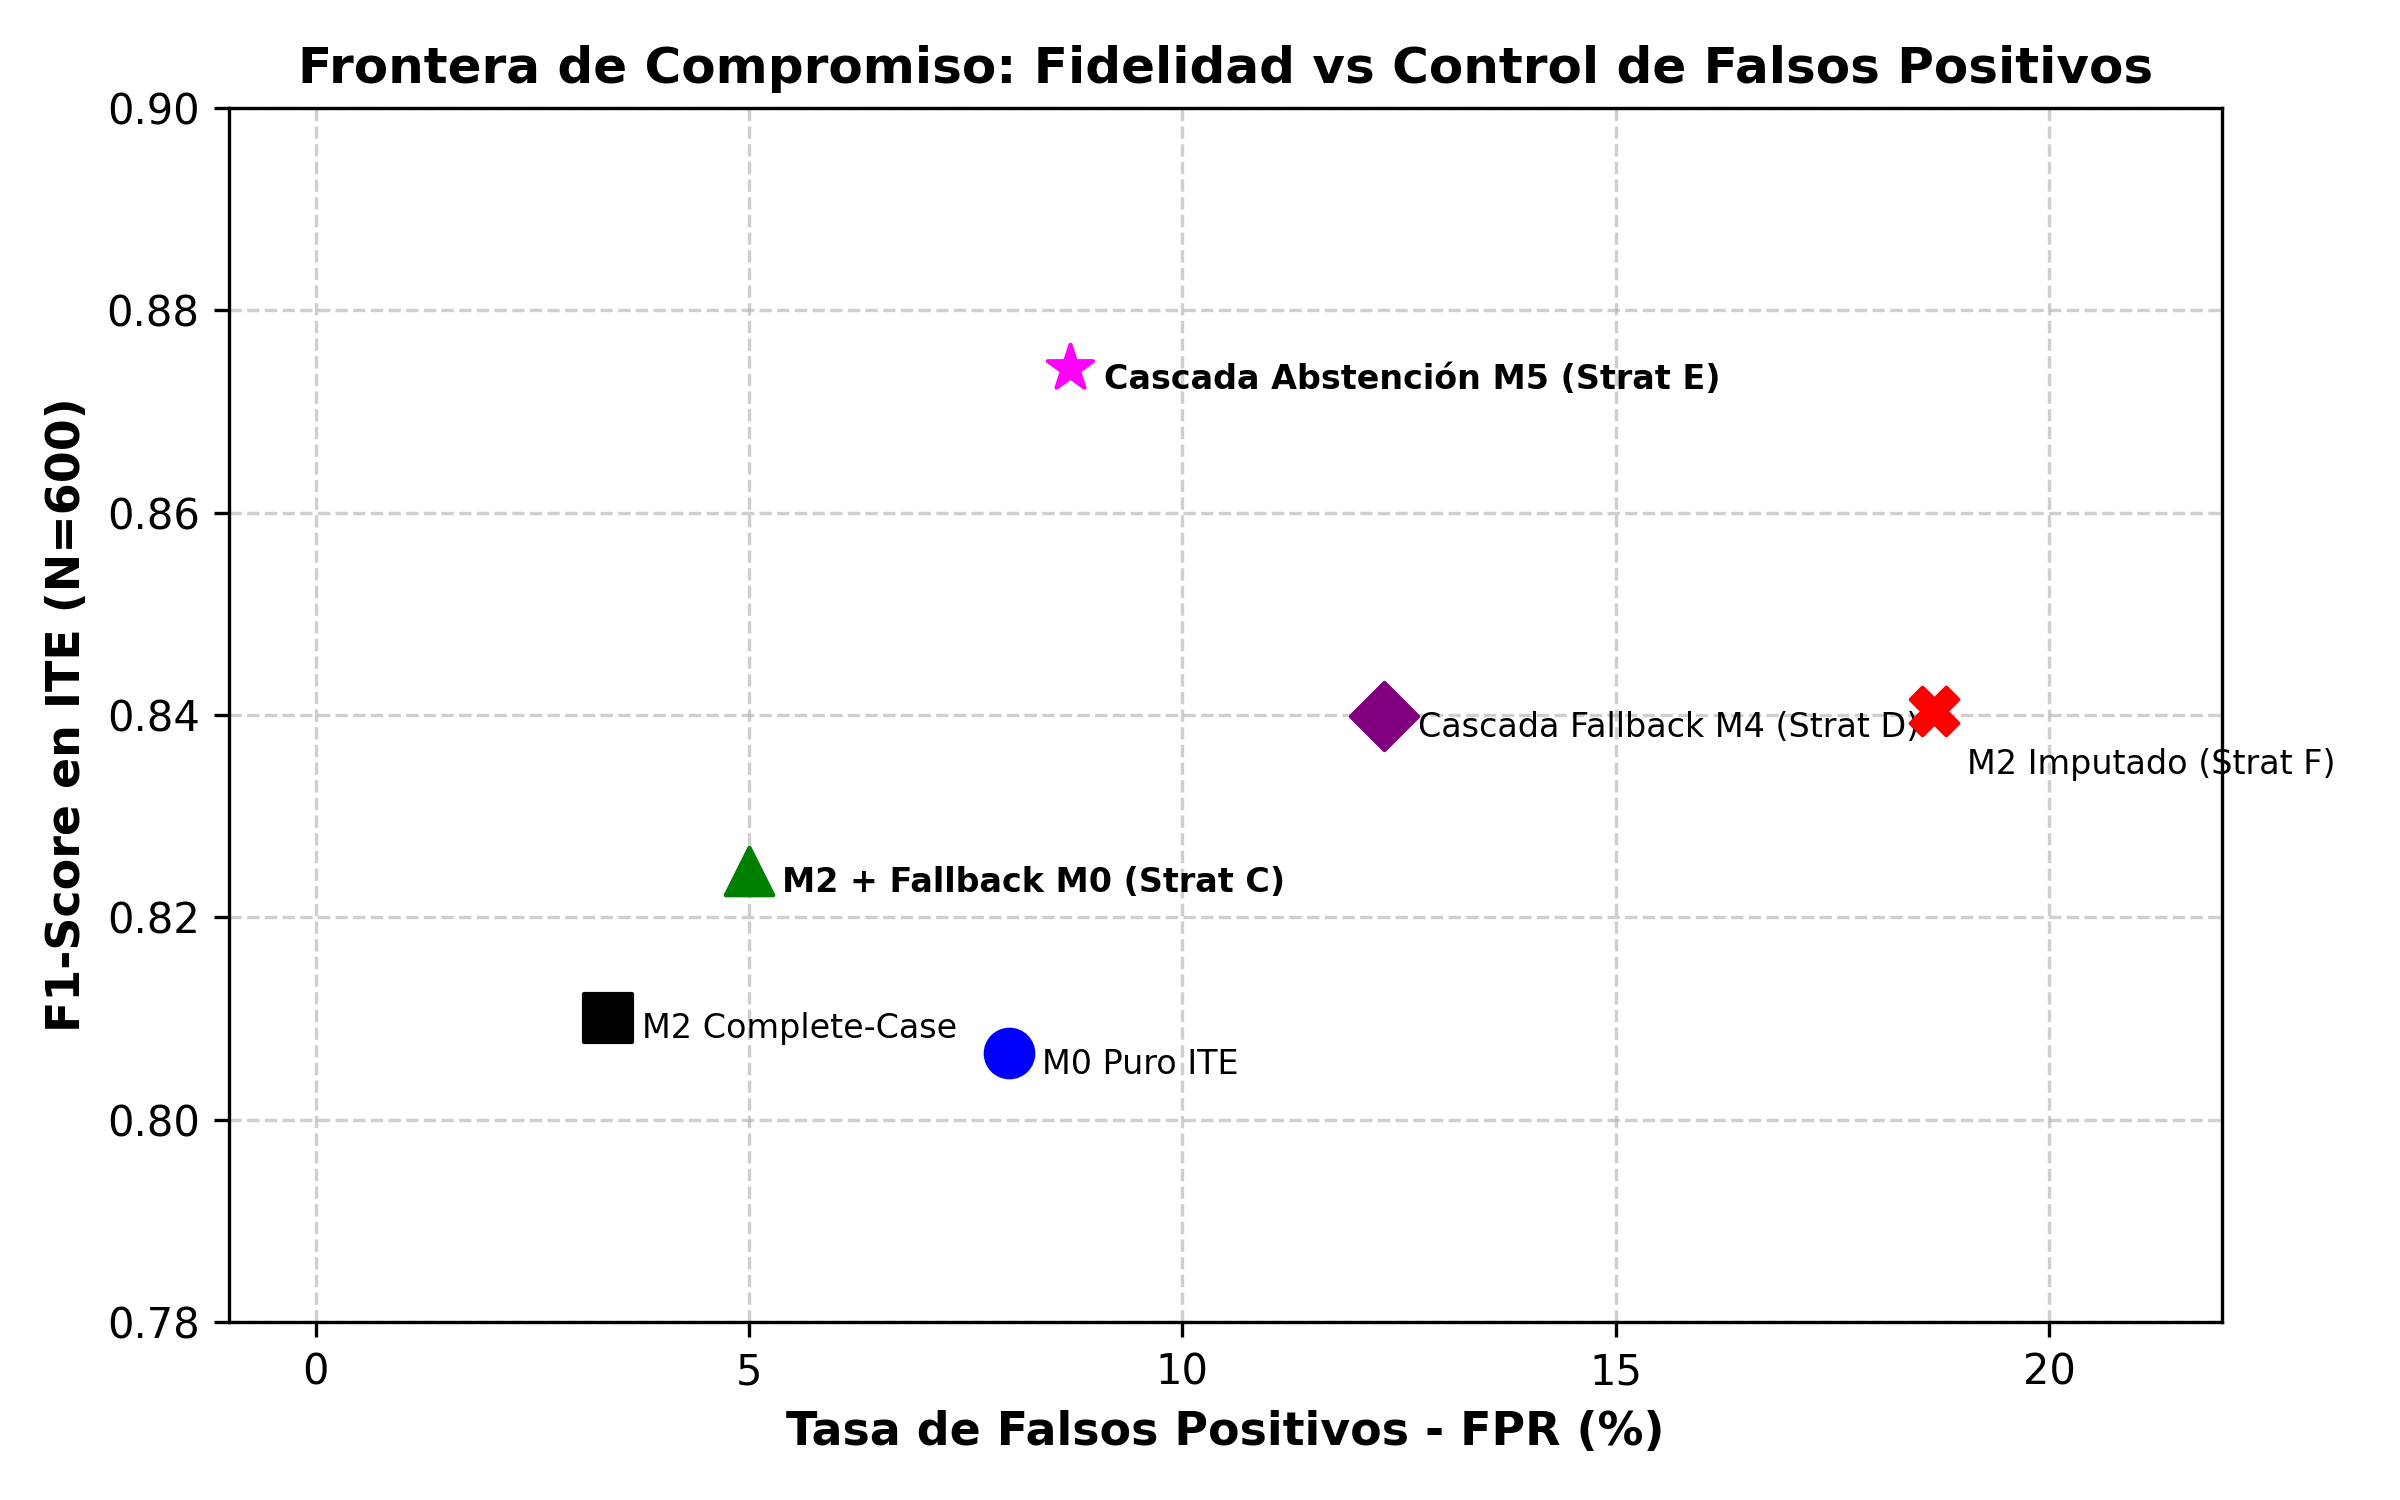 Frontera de Compromiso: Fidelidad vs Control de Falsos Positivos
F1-Score en ITE (N=600)
0.90
0.88
0.86
0.84
0.82
0.80
0.78
Cascada Abstención M5 (Strat E)
Cascada Fallback M4 (Strat D)
M2 Imputado (Strat F)
M2 + Fallback M0 (Strat C)
M2 Complete-Case
M0 Puro ITE
0
5
10
15
20
Tasa de Falsos Positivos - FPR (%)